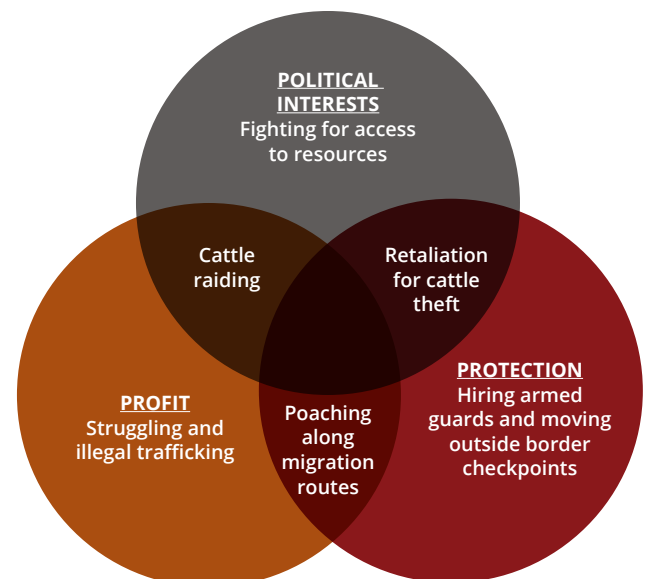 POLITICAL
INTERESTS
Fighting for access
to resources
Cattle
raiding
Retaliation
for cattle
theft
PROFIT
Struggling and
illegal trafficking
Poaching
along
migration
routes
PROTECTION
Hiring armed
guards and moving
outside border
checkpoints